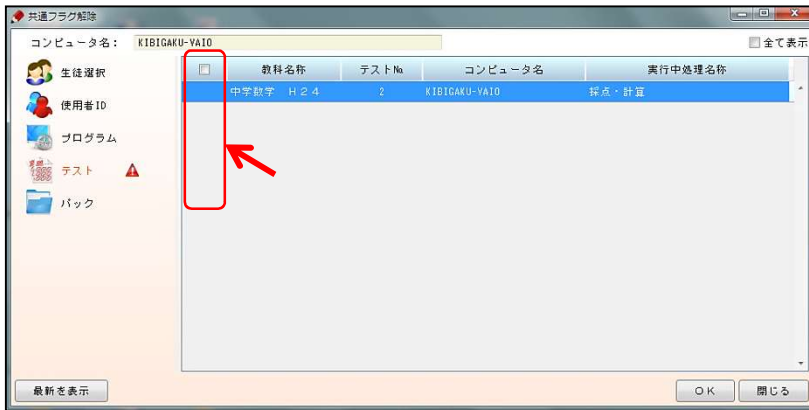 共通フラグ解除
コンピュータ名： KIBIGAKU-VAIO
全て表示
生徒選択
使用者ID
プログラム
テスト
パック
教科名称 テスト№ コンピュータ名 実行中処理名称
中学数学 Ｈ２４ 2 KIBIGAKU-VAIO 採点・計算
最新を表示
ＯＫ 閉じる